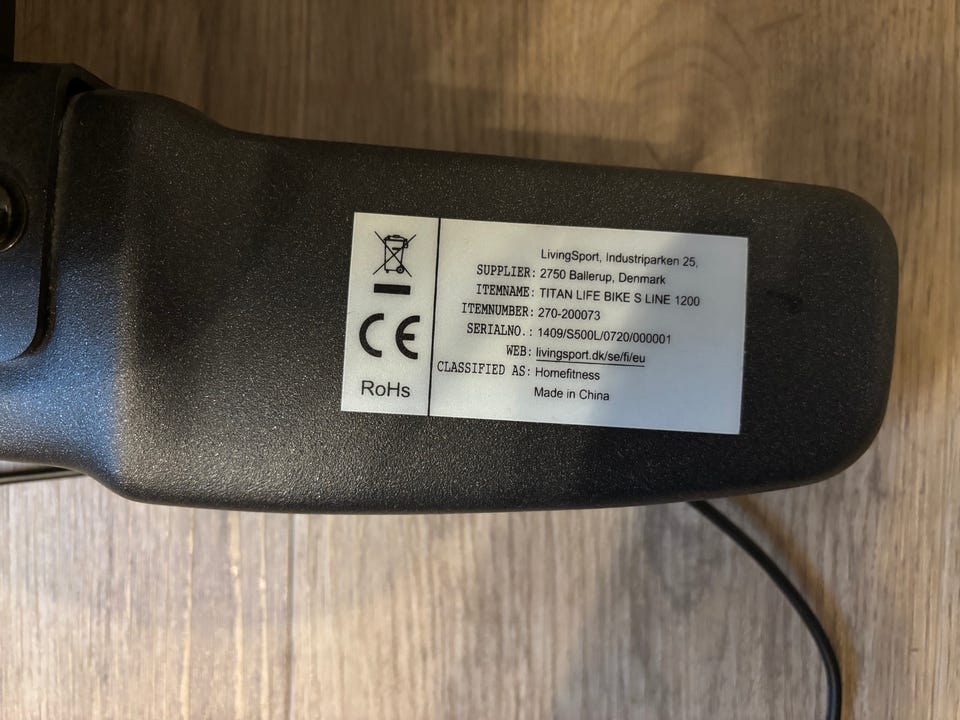 CE
RoHs
LivingSport, Industriparken 25,
SUPPLIER: 2750 Ballerup, Denmark
ITEMNAME: TITAN LIFE BIKE S LINE 1200
ITEMNUMBER: 270-200073
SERIALNO.: 1409/S500L/0720/000001
WEB: livingsport.dk/se/fi/eu
CLASSIFIED AS: Homefitness
Made in China